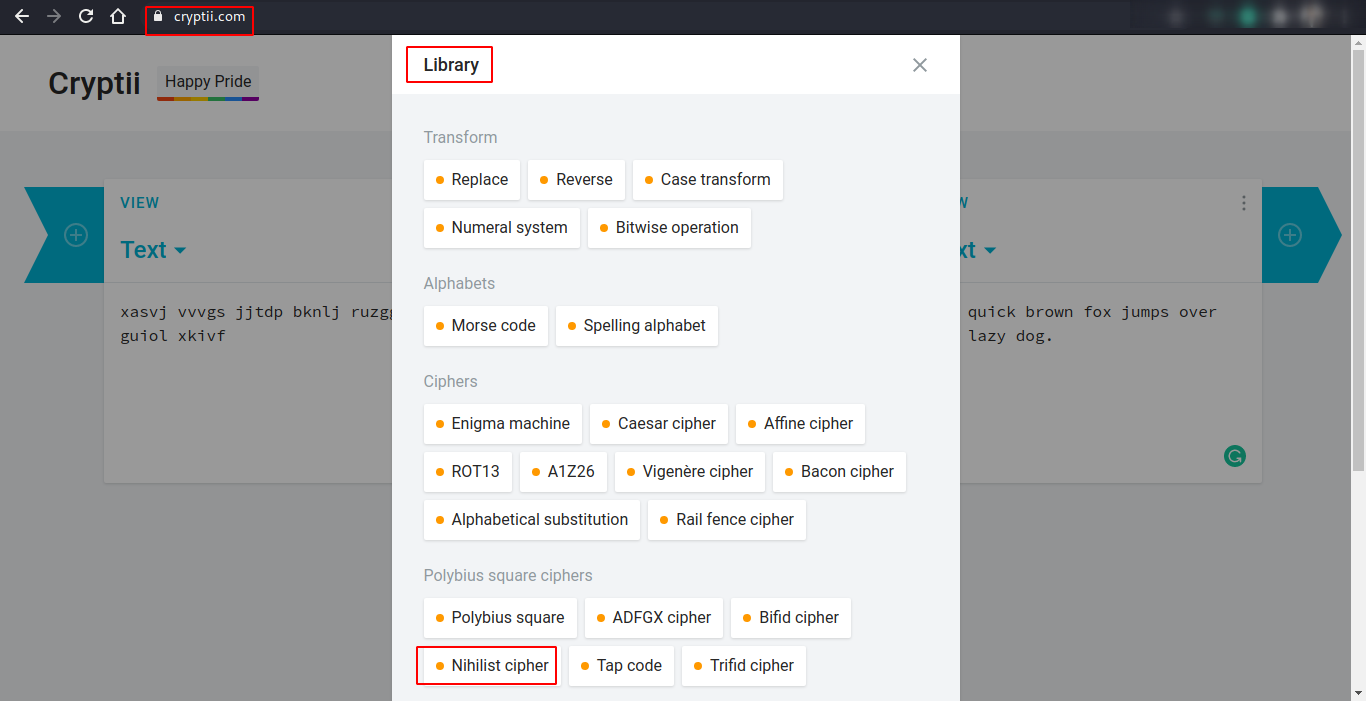 cryptii.com
Cryptii Happy Pride
Library
VIEW
Text
xasvj vvvgs jjtdp bknlj ruzgg
guiol xkivf
Transform
Replace Reverse Case transform
Numeral system Bitwise operation
Alphabets
Morse code Spelling alphabet
Ciphers
Enigma machine Caesar cipher Affine cipher
ROT13 A1Z26 Vigenère cipher Bacon cipher
Alphabetical substitution Rail fence cipher
Polybius square ciphers
Polybius square ADFGX cipher Bifid cipher
Nihilist cipher Tap code Trifid cipher
W
xt
quick brown fox jumps over
lazy dog.